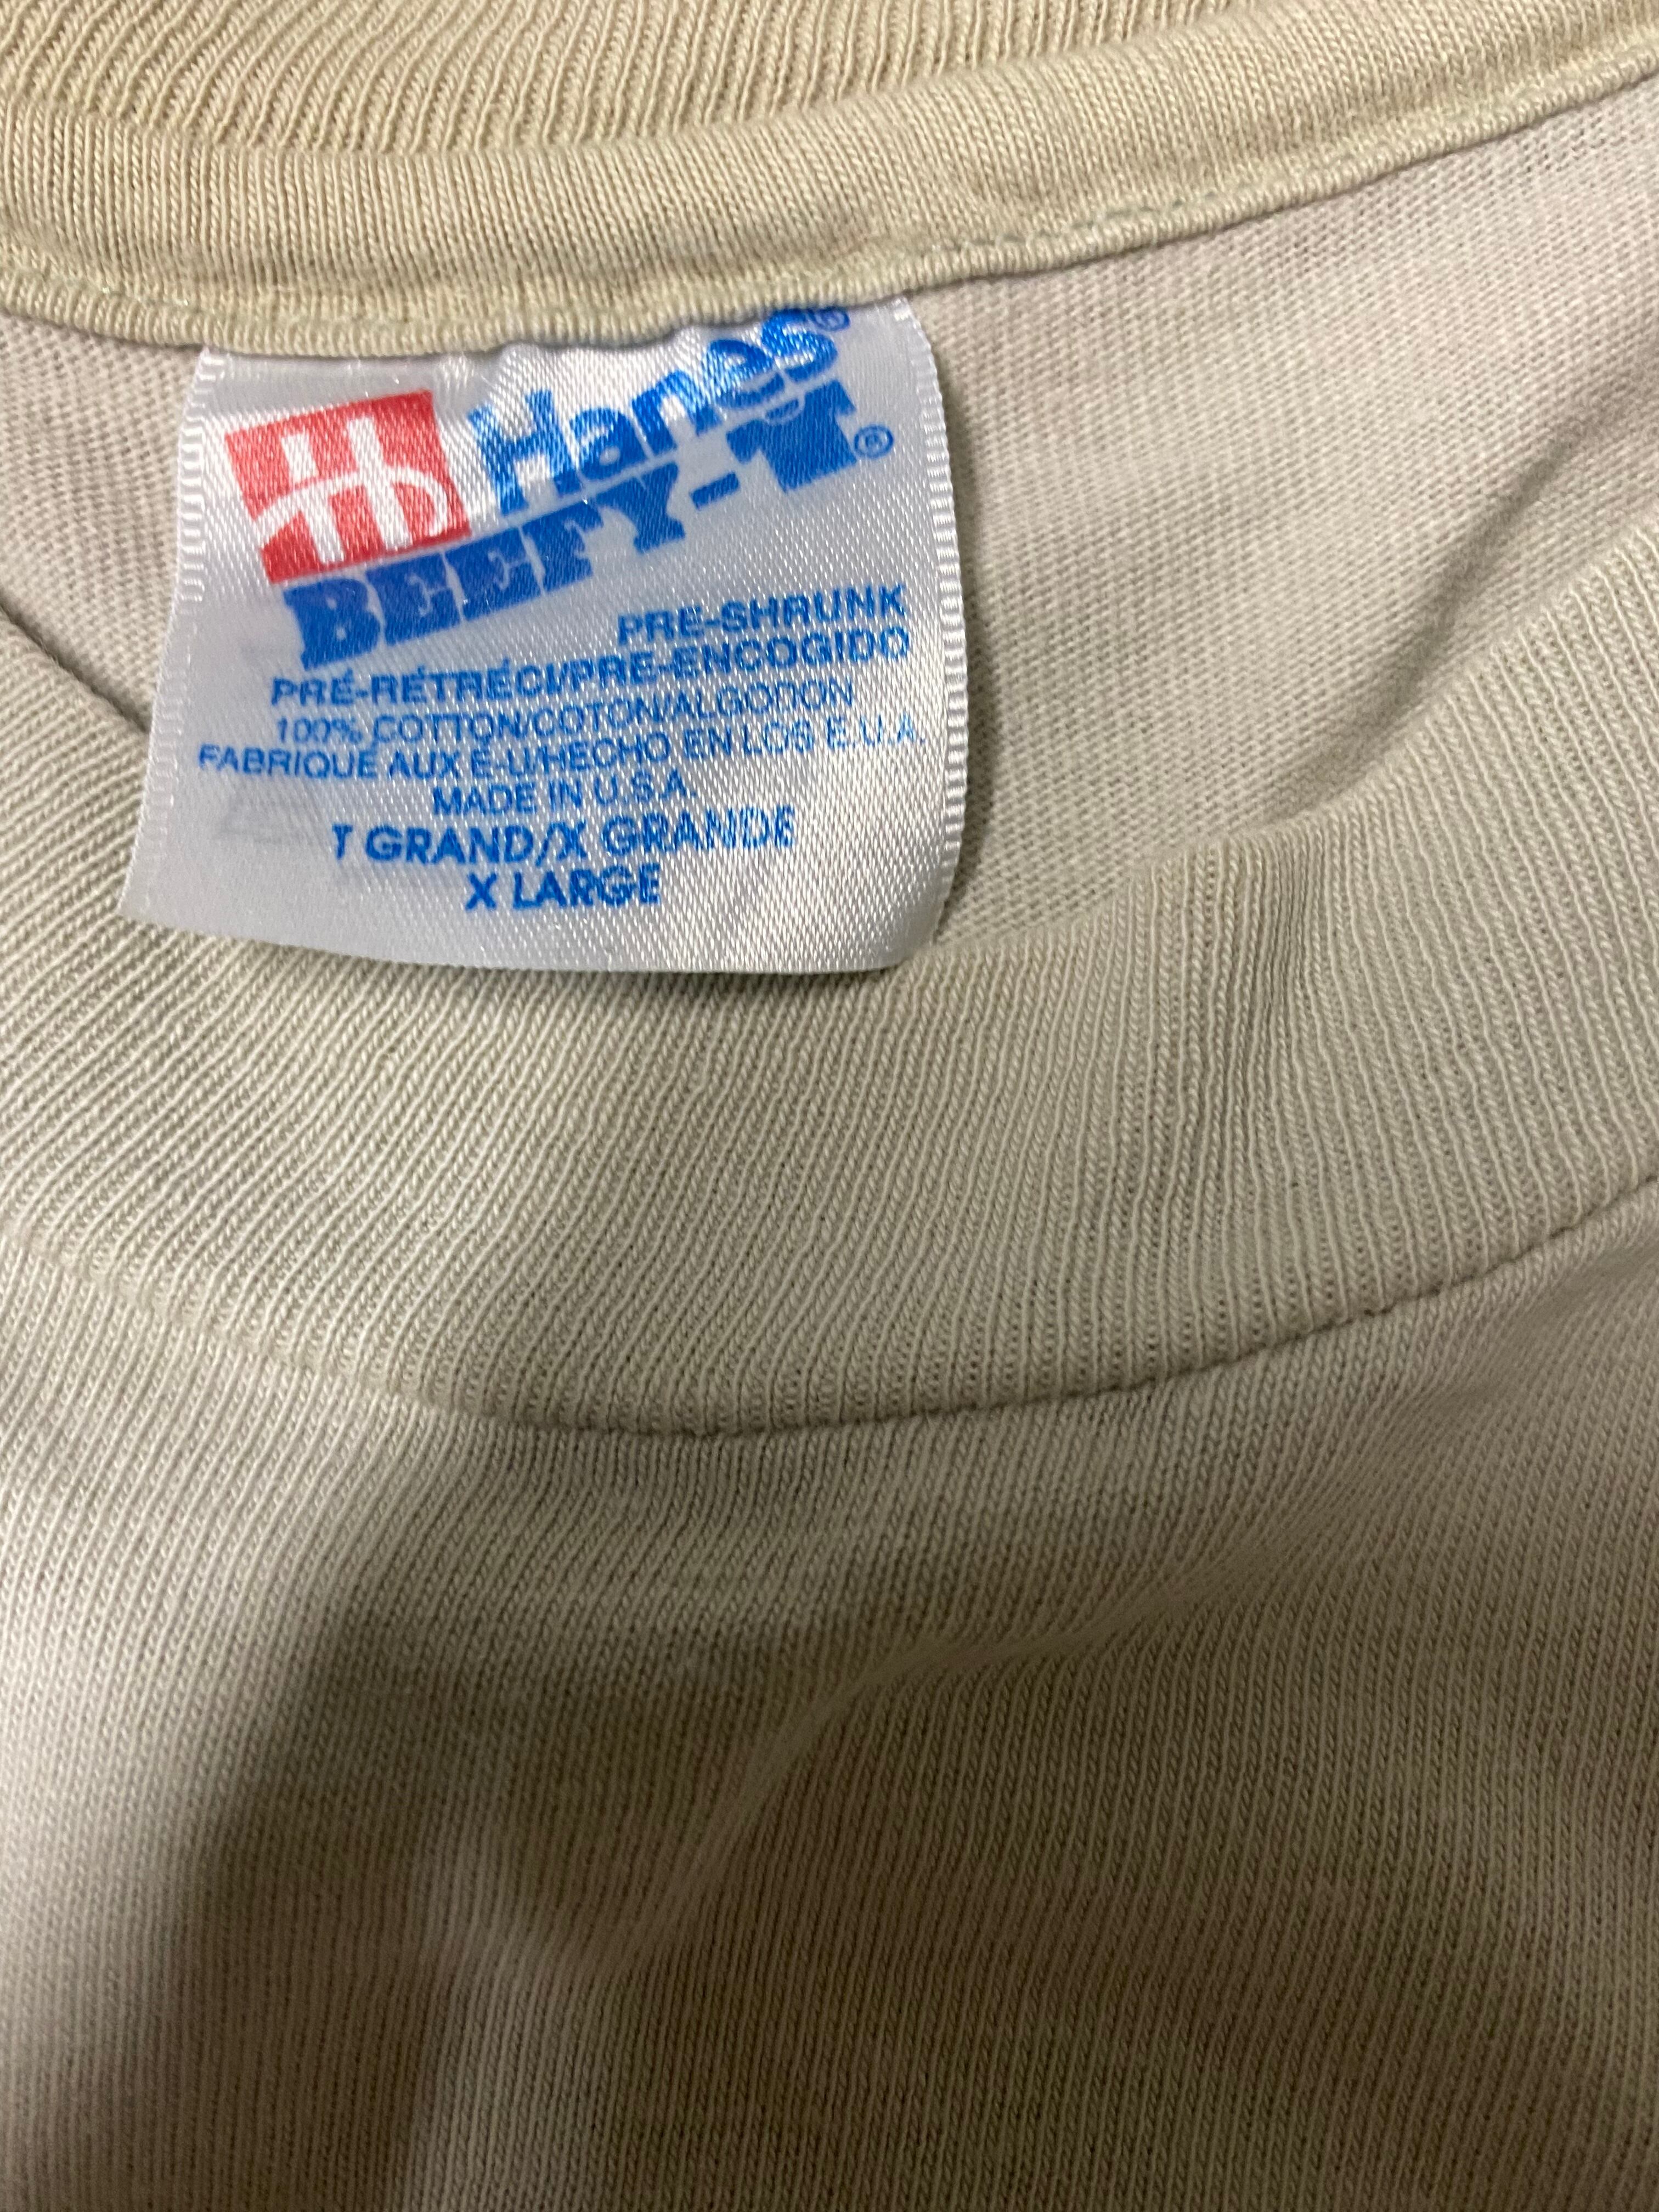 Hanes®
BEEFY-T®
PRE-SHRUNK
PRÉ-RÉTRÉCI/PRE-ENCOGIDO
100% COTTON/COTON/ALGODON
FABRIQUÉ AUX É-U/HECHO EN LOS E.U.A.
MADE IN U.S.A.
T GRAND/X GRANDE
X LARGE